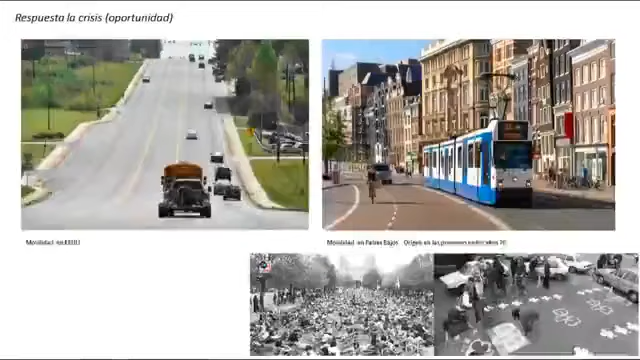 Respuesta la crisis (oportunidad)
Movilidad en EEUU
Movilidad en Países Bajos Origen en las protestas sociales años 70